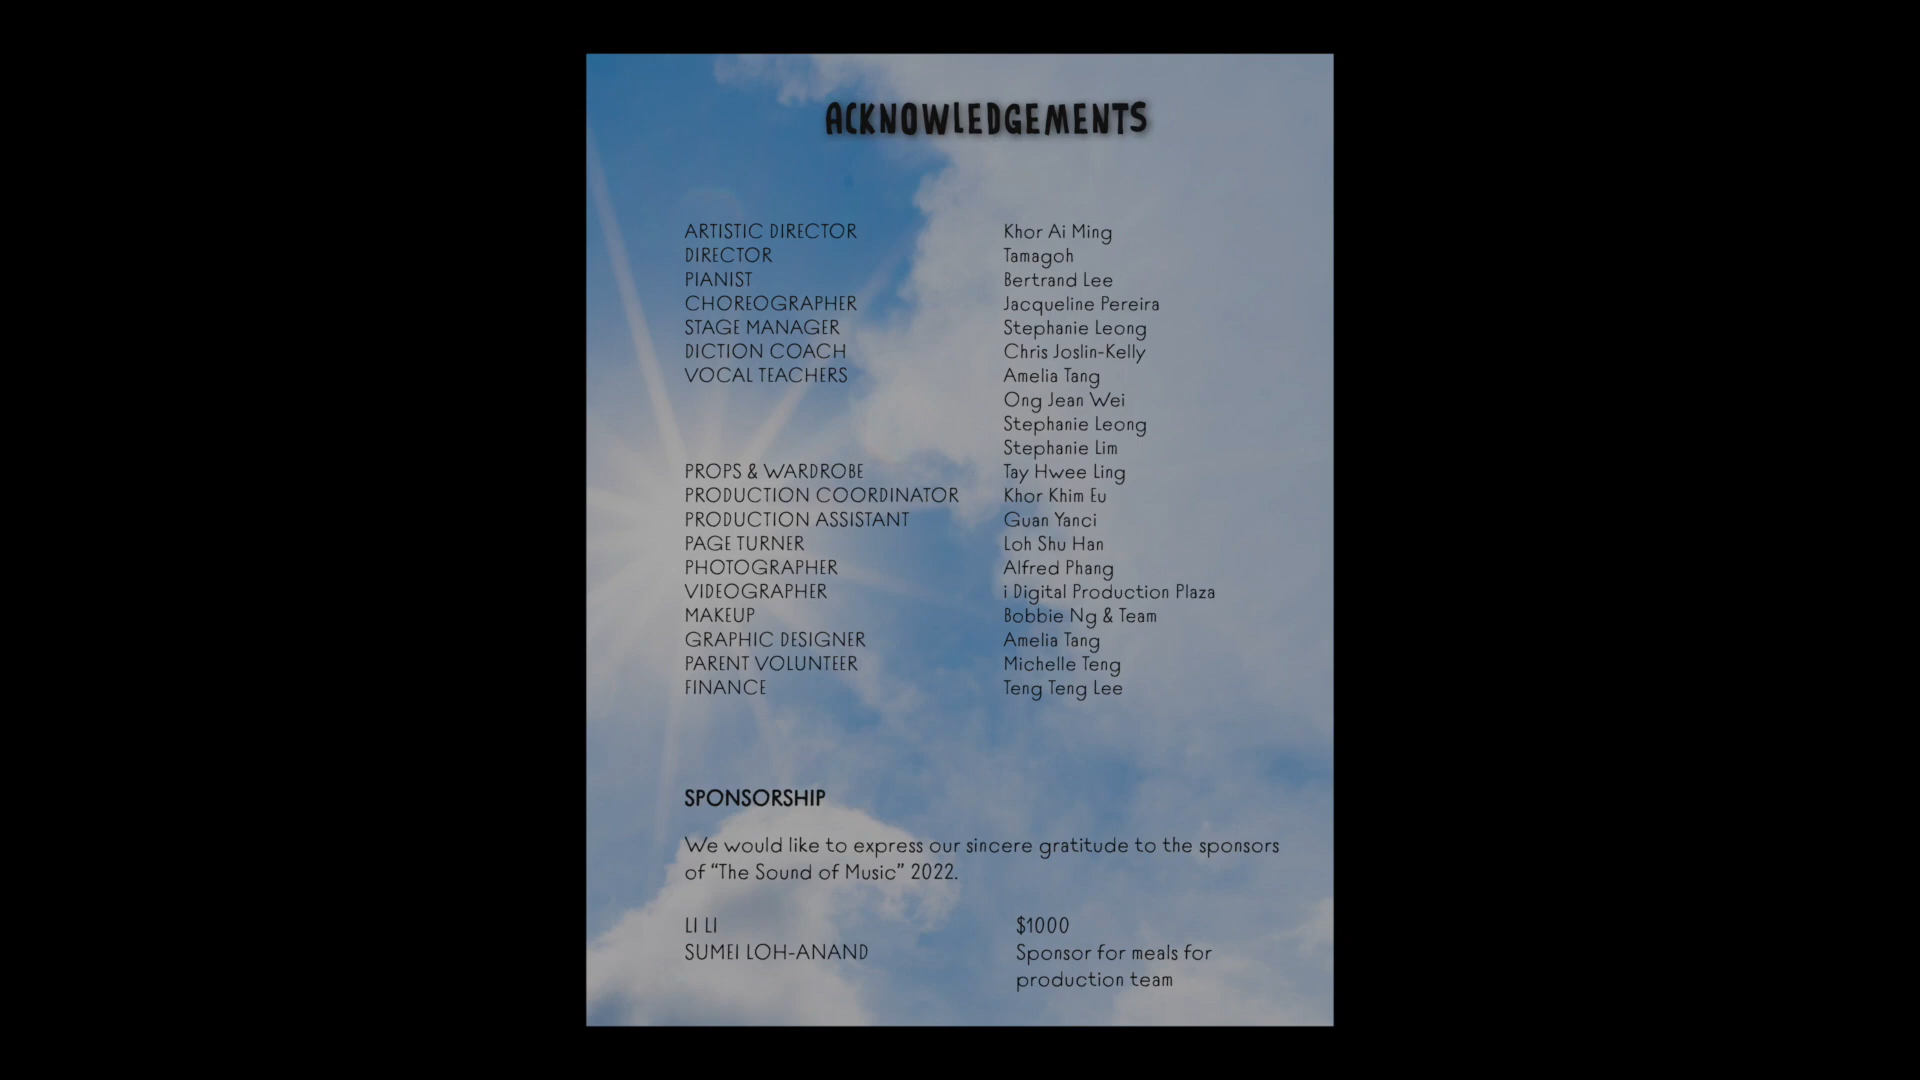 ACKNOWLEDGEMENTS
ARTISTIC DIRECTOR Khor Ai Ming
DIRECTOR Tamagoh
PIANIST Bertrand Lee
CHOREOGRAPHER Jacqueline Pereira
STAGE MANAGER Stephanie Leong
DICTION COACH Chris Joslin-Kelly
VOCAL TEACHERS Amelia Tang
Ong Jean Wei
Stephanie Leong
Stephanie Lim
PROPS & WARDROBE Tay Hwee Ling
PRODUCTION COORDINATOR Khor Khim Eu
PRODUCTION ASSISTANT Guan Yanci
PAGE TURNER Loh Shu Han
PHOTOGRAPHER Alfred Phang
VIDEOGRAPHER i Digital Production Plaza
MAKEUP Bobbie Ng & Team
GRAPHIC DESIGNER Amelia Tang
PARENT VOLUNTEER Michelle Teng
FINANCE Teng Teng Lee
SPONSORSHIP
We would like to express our sincere gratitude to the sponsors
of “The Sound of Music” 2022.
LI LI $1000
SUMEI LOH-ANAND Sponsor for meals for
production team